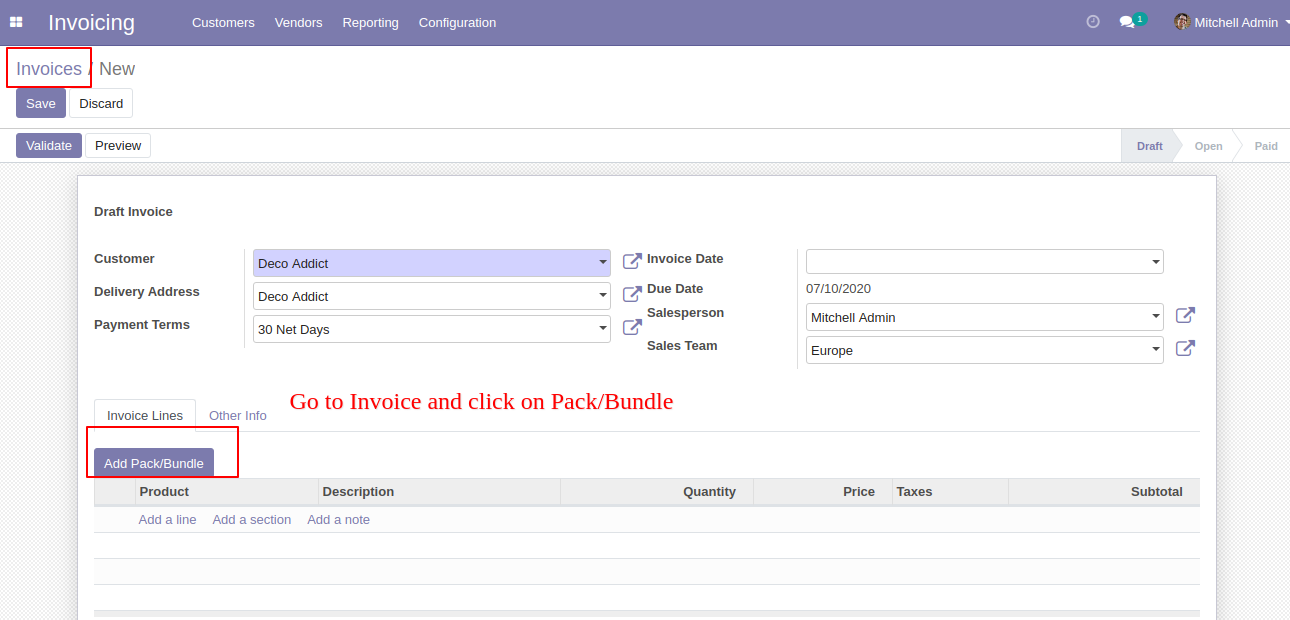 Invoicing Customers Vendors Reporting Configuration 1 Mitchell Admin
Invoices / New
Save Discard
Validate Preview Draft Open Paid
Draft Invoice
Customer Deco Addict Invoice Date
Delivery Address Deco Addict Due Date 07/10/2020
Salesperson Mitchell Admin
Payment Terms 30 Net Days
Sales Team Europe
Go to Invoice and click on Pack/Bundle
Invoice Lines Other Info
Add Pack/Bundle
Product Description Quantity Price Taxes Subtotal
Add a line Add a section Add a note